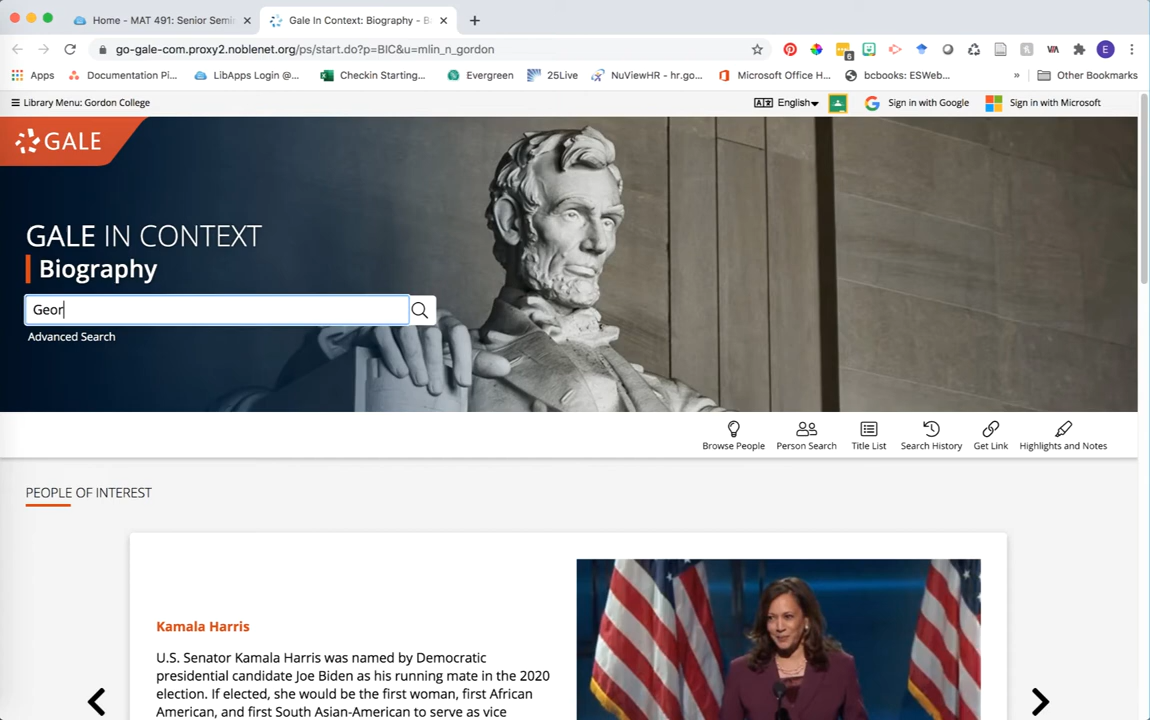 Home - MAT 491: Senior Semi
Gale In Context: Biography - B
go-gale-com.proxy2.noblenet.org/ps/start.do?p=BIC&u=mlin_n_gordon
6
VIA
E
Apps
Documentation Pi...
LibApps Login @...
Checkin Starting...
Evergreen
25Live
NuViewHR - hr.go...
Microsoft Office H...
bcbooks: ESWeb...
»
Other Bookmarks
Library Menu: Gordon College
English
Sign in with Google
Sign in with Microsoft
GALE
GALE IN CONTEXT
Biography
Geor
Advanced Search
Browse People
Person Search
Title List
Search History
Get Link
Highlights and Notes
PEOPLE OF INTEREST
Kamala Harris
U.S. Senator Kamala Harris was named by Democratic
presidential candidate Joe Biden as his running mate in the 2020
election. If elected, she would be the first woman, first African
American, and first South Asian-American to serve as vice